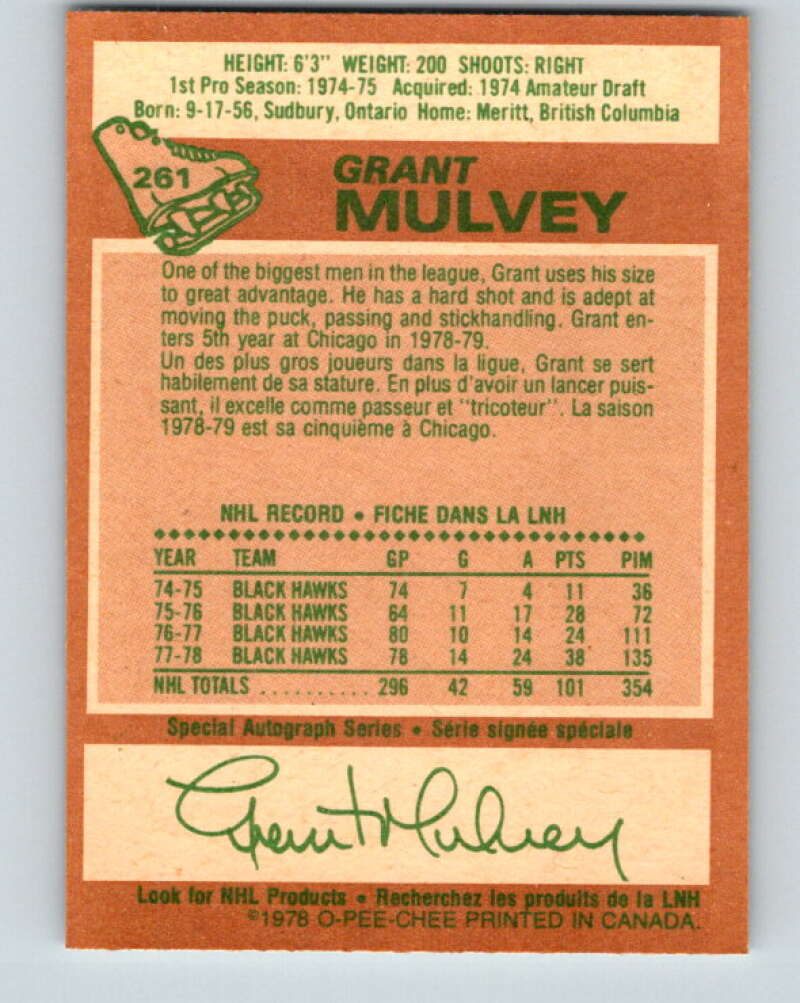 HEIGHT: 6'3" WEIGHT: 200 SHOOTS: RIGHT
1st Pro Season: 1974-75 Acquired: 1974 Amateur Draft
Born: 9-17-56, Sudbury, Ontario Home: Meritt, British Columbia
261
GRANT
MULVEY
One of the biggest men in the league, Grant uses his size
to great advantage. He has a hard shot and is adept at
moving the puck, passing and stickhandling. Grant en-
ters 5th year at Chicago in 1978-79.
Un des plus gros joueurs dans la ligue, Grant se sert
habilement de sa stature. En plus d'avoir un lancer puis-
sant, il excelle comme passeur et "tricoteur". La saison
1978-79 est sa cinquième à Chicago.
NHL RECORD • FICHE DANS LA LNH
YEAR TEAM GP G A PTS PIM
74-75 BLACK HAWKS 74 7 4 11 36
75-76 BLACK HAWKS 64 11 17 28 72
76-77 BLACK HAWKS 80 10 14 24 111
77-78 BLACK HAWKS 78 14 24 38 135
NHL TOTALS .......... 296 42 59 101 354
Special Autograph Series • Série signée spéciale
Grant Mulvey
Look for NHL Products • Recherchez les produits de la LNH
©1978 O-PEE-CHEE PRINTED IN CANADA.